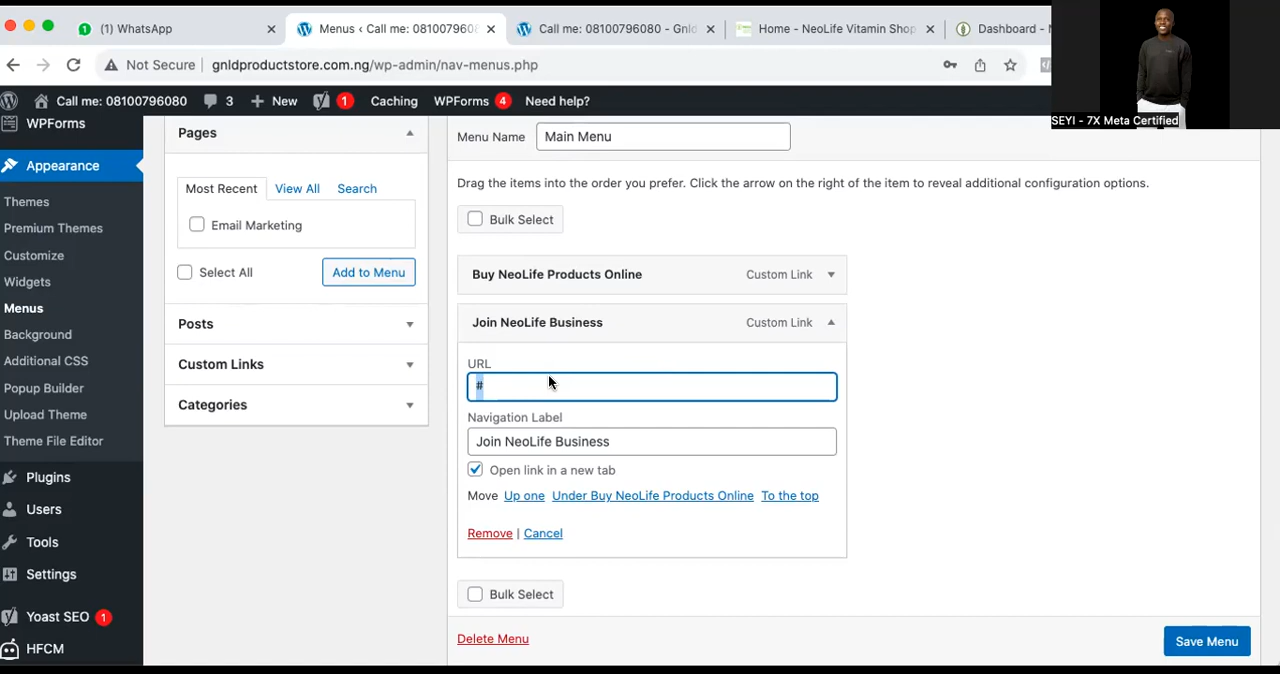 WhatsApp
Menus ‹ Call me: 0810079608
Call me: 08100796080 - Gnld
Home - NeoLife Vitamin Shop
Dashboard -
Not Secure | gnldproductstore.com.ng/wp-admin/nav-menus.php
SEYI - 7X Meta Certified
Call me: 08100796080
3
New
1
Caching
WPForms 4
Need help?
WPForms
Appearance
Themes
Premium Themes
Customize
Widgets
Menus
Background
Additional CSS
Popup Builder
Upload Theme
Theme File Editor
Plugins
Users
Tools
Settings
Yoast SEO 1
HFCM
Pages
Most Recent View All Search
Email Marketing
Select All Add to Menu
Posts
Custom Links
Categories
Menu Name Main Menu
Drag the items into the order you prefer. Click the arrow on the right of the item to reveal additional configuration options.
Bulk Select
Buy NeoLife Products Online Custom Link
Join NeoLife Business Custom Link
URL
#
Navigation Label
Join NeoLife Business
Open link in a new tab
Move Up one Under Buy NeoLife Products Online To the top
Remove | Cancel
Bulk Select
Delete Menu
Save Menu